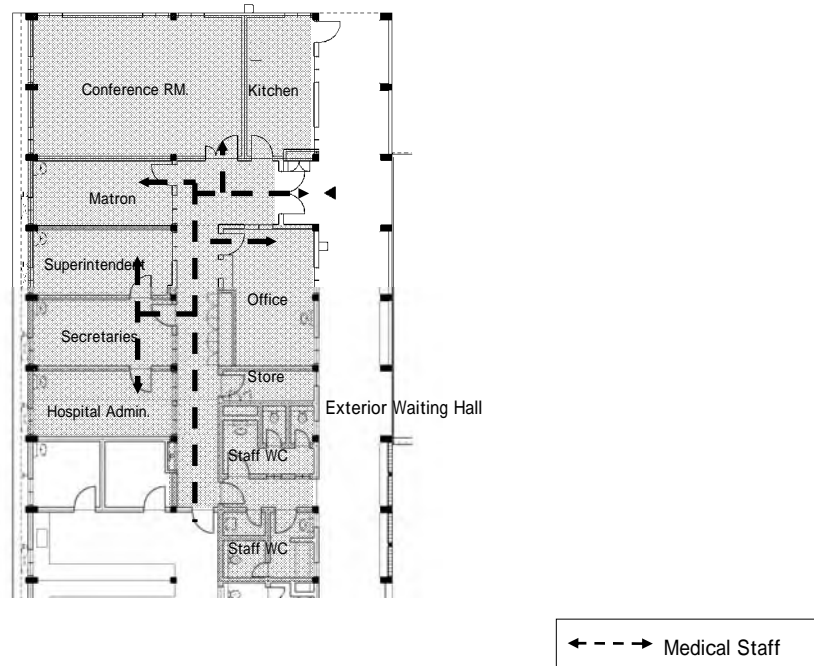 Conference RM.
Kitchen
Matron
Superintendent
Office
Secretaries
Store
Hospital Admin.
Exterior Waiting Hall
Staff WC
Staff WC
Medical Staff